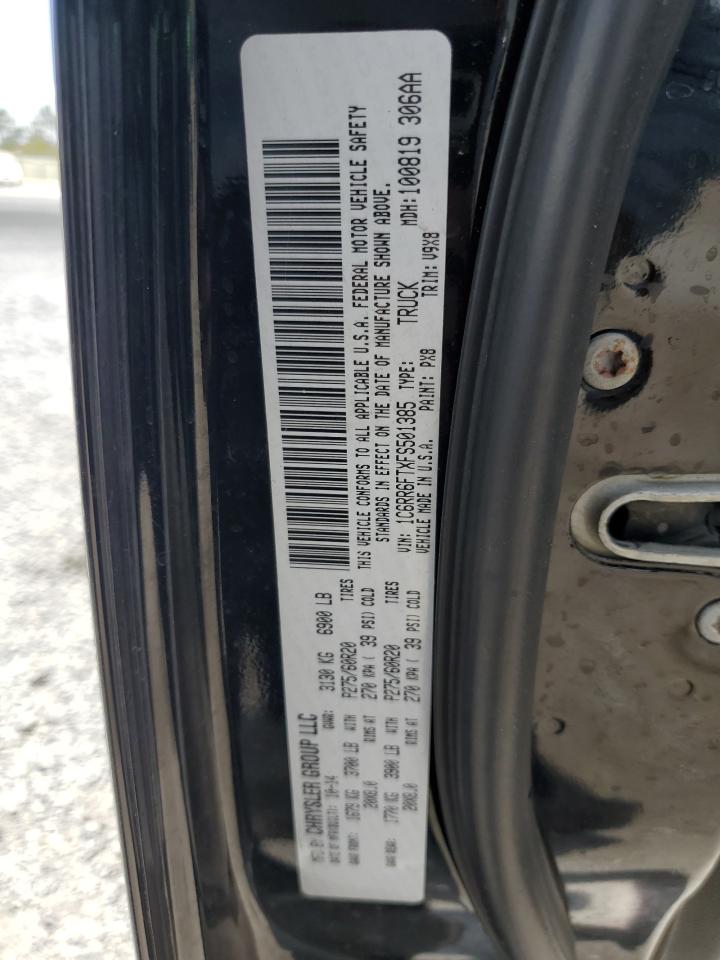 MFD BY: CHRYSLER GROUP LLC
DATE OF MFR(BUILT): 10-14 GVWR: 3130 KG 6900 LB
GAWR FRONT: 1679 KG 3700 LB WITH P275/60R20 TIRES
20X8.0 RIMS AT 270 KPA ( 39 PSI) COLD
GAWR REAR: 1770 KG 3900 LB WITH P275/60R20 TIRES
20X8.0 RIMS AT 270 KPA ( 39 PSI) COLD
THIS VEHICLE CONFORMS TO ALL APPLICABLE U.S.A. FEDERAL MOTOR VEHICLE SAFETY
STANDARDS IN EFFECT ON THE DATE OF MANUFACTURE SHOWN ABOVE.
VIN: 1C6RR6FTXFS501385 TYPE: TRUCK MDH:100819 306AA
VEHICLE MADE IN U.S.A. PAINT: PX8 TRIM: V9X8